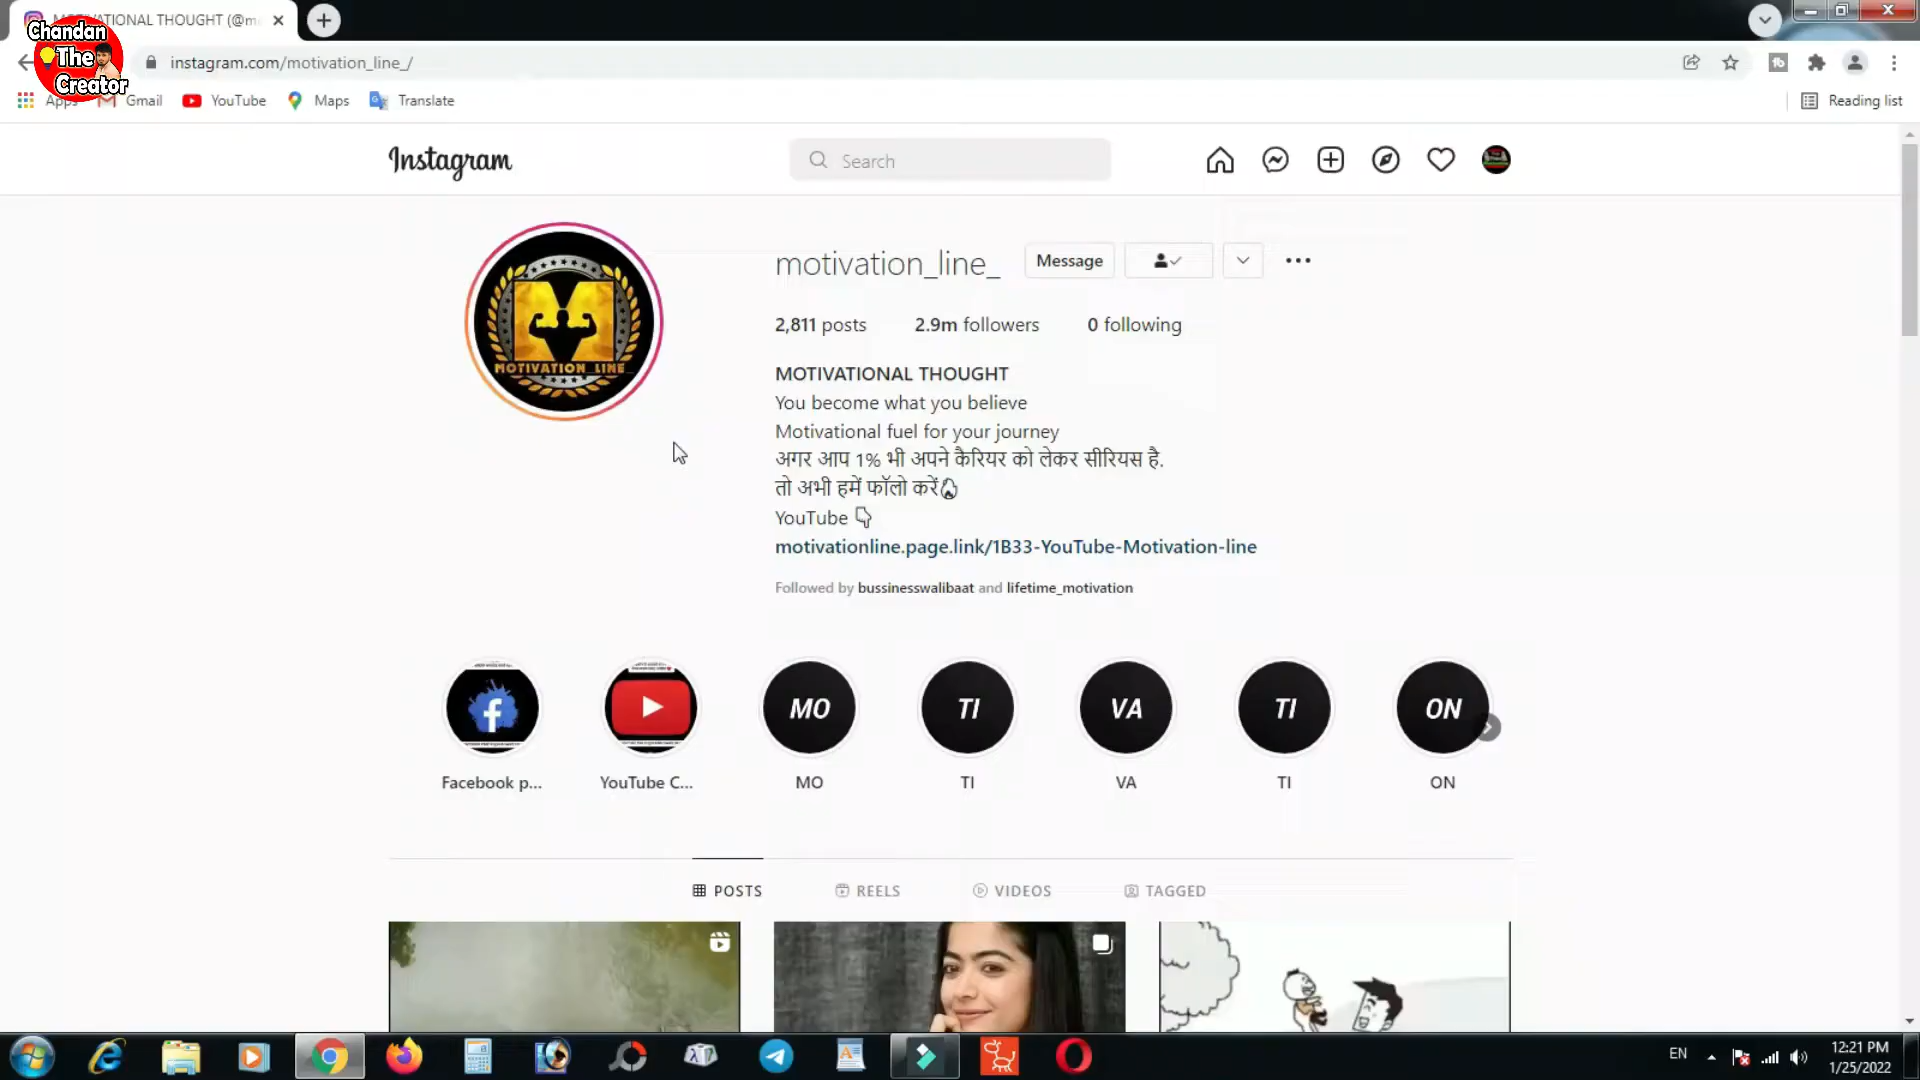 MOTIVATIONAL THOUGHT (@m
Chandan
The
Creator
instagram.com/motivation_line_/
Apps
Gmail
YouTube
Maps
Translate
Reading list
Instagram
Search
MOTIVATION_LINE_
motivation_line_
Message
2,811 posts
2.9m followers
0 following
MOTIVATIONAL THOUGHT
You become what you believe
Motivational fuel for your journey
अगर आप 1% भी अपने कैरियर को लेकर सीरियस है.
तो अभी हमें फॉलो करें
YouTube
motivationline.page.link/1B33-YouTube-Motivation-line
Followed by bussinesswalibaat and lifetime_motivation
MO
TI
VA
TI
ON
Facebook p...
YouTube C...
MO
TI
VA
TI
ON
POSTS
REELS
VIDEOS
TAGGED
EN
12:21 PM
1/25/2022